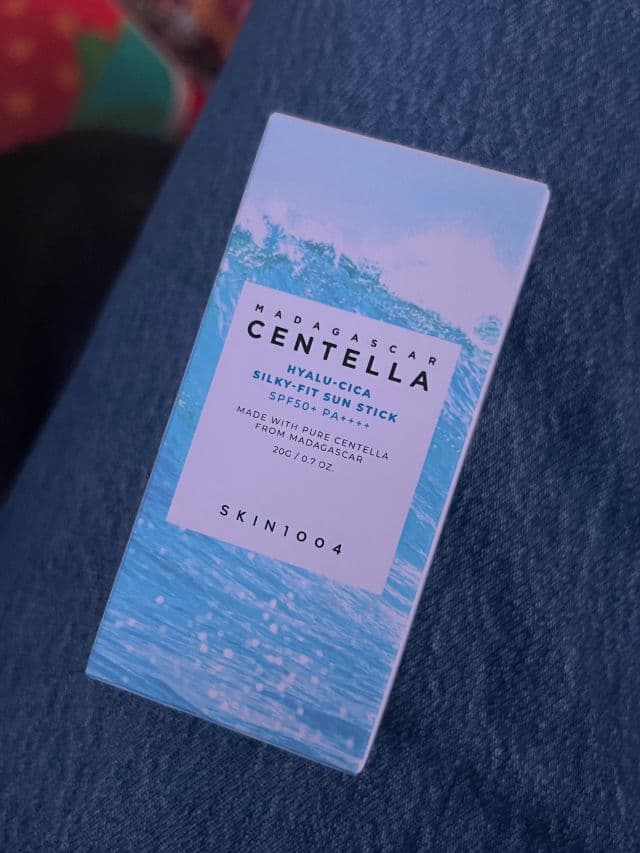 MADAGASCAR
CENTELLA
HYALU-CICA
SILKY-FIT SUN STICK
SPF50+ PA++++
MADE WITH PURE CENTELLA
FROM MADAGASCAR
20G / 0.7 OZ.
SKIN1004